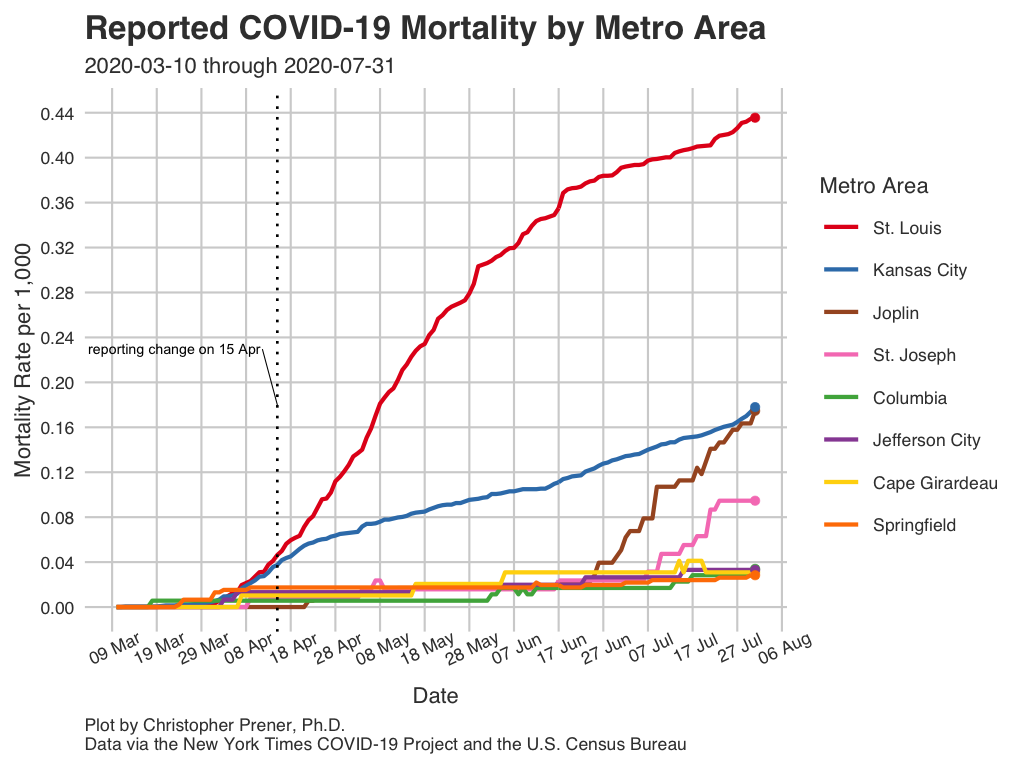 Reported COVID-19 Mortality by Metro Area
2020-03-10 through 2020-07-31
Mortality Rate per 1,000
0.44
0.40
0.36
0.32
0.28
0.24
0.20
0.16
0.12
0.08
0.04
0.00
reporting change on 15 Apr
09 Mar
19 Mar
29 Mar
08 Apr
18 Apr
28 Apr
08 May
18 May
28 May
07 Jun
17 Jun
27 Jun
07 Jul
17 Jul
27 Jul
06 Aug
Date
Metro Area
St. Louis
Kansas City
Joplin
St. Joseph
Columbia
Jefferson City
Cape Girardeau
Springfield
Plot by Christopher Prener, Ph.D.
Data via the New York Times COVID-19 Project and the U.S. Census Bureau